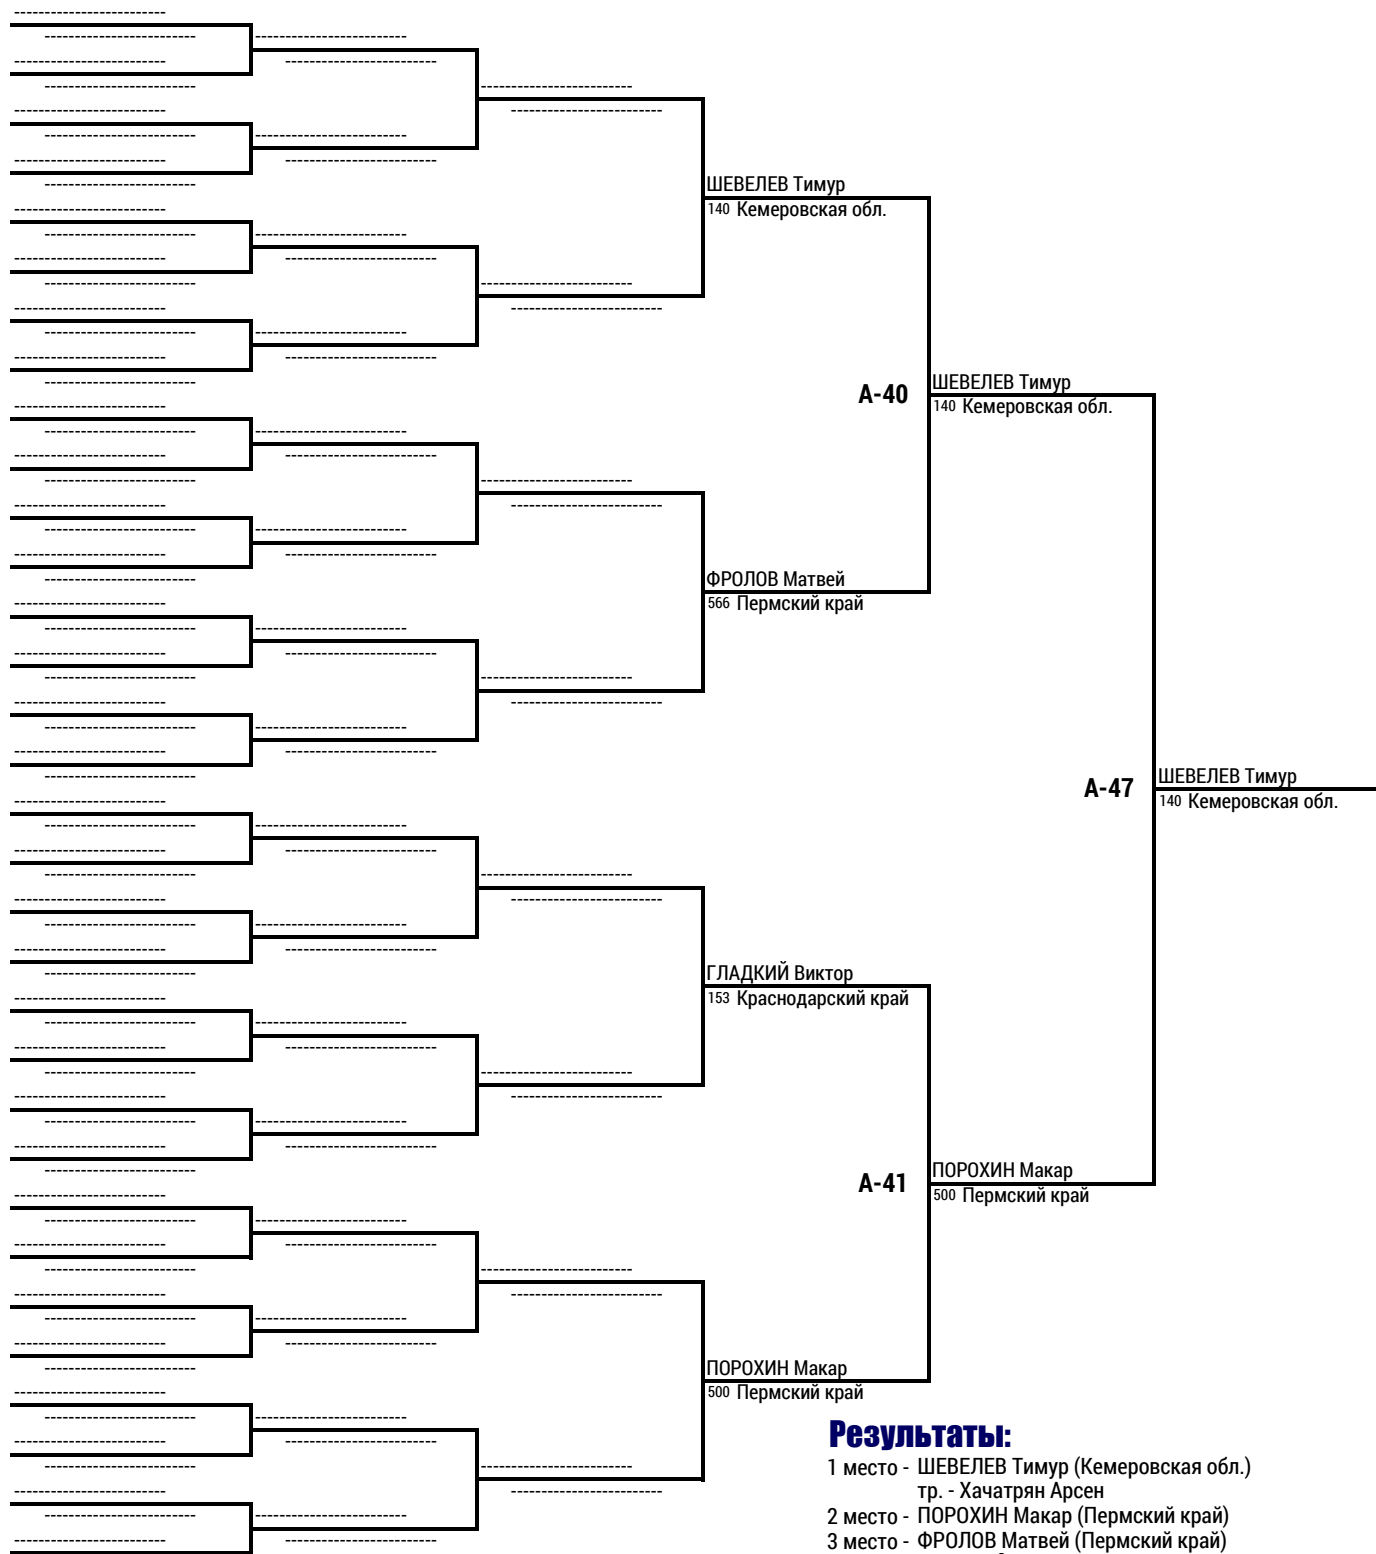 ШЕВЕЛЕВ Тимур
140 Кемеровская обл.
А-40
ШЕВЕЛЕВ Тимур
140 Кемеровская обл.
ФРОЛОВ Матвей
566 Пермский край
А-47
ШЕВЕЛЕВ Тимур
140 Кемеровская обл.
ГЛАДКИЙ Виктор
153 Краснодарский край
А-41
ПОРОХИН Макар
500 Пермский край
ПОРОХИН Макар
500 Пермский край
Результаты:
1 место - ШЕВЕЛЕВ Тимур (Кемеровская обл.)
тр. - Хачатрян Арсен
2 место - ПОРОХИН Макар (Пермский край)
3 место - ФРОЛОВ Матвей (Пермский край)